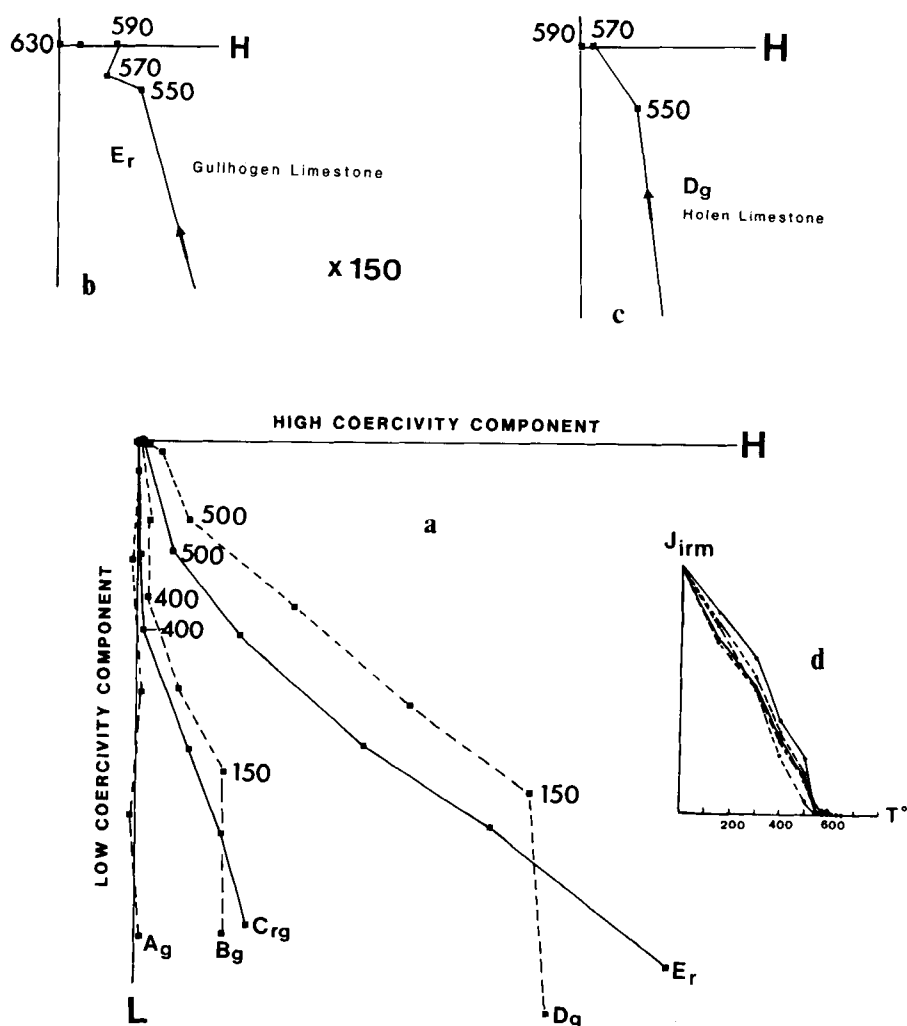 630
590
H
570
550
Er
Gullhogen Limestone
b
x 150
590
570
H
550
Dg
Holen Limestone
c
HIGH COERCIVITY COMPONENT
H
LOW COERCIVITY COMPONENT
a
500
500
400
400
150
150
Ag
Bg
Crg
Dg
Er
L
Jirm
d
200
400
600
T°